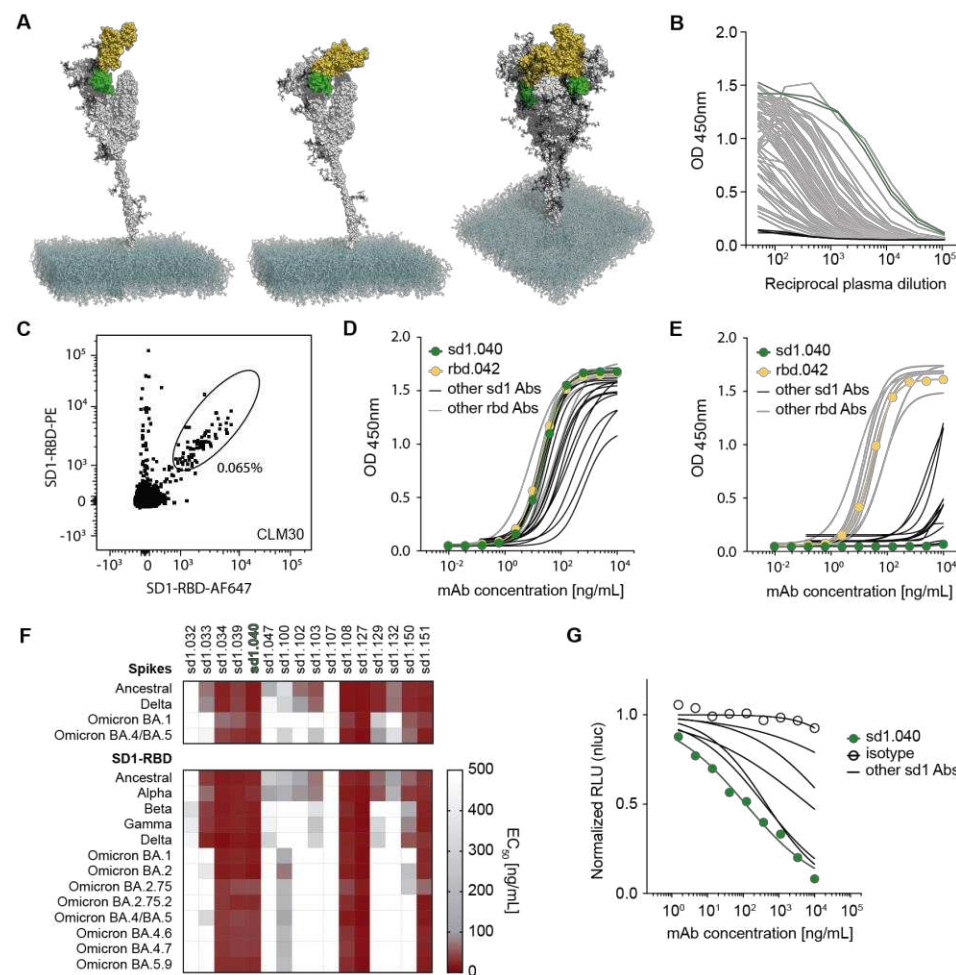 A
B
2.0
1.5
1.0
0.5
0.0
OD 450nm
10² 10³ 10⁴ 10⁵
Reciprocal plasma dilution
C
10⁵
10⁴
10³
0
-10³
SD1-RBD-PE
0.065%
CLM30
-10³ 0 10³ 10⁴ 10⁵
SD1-RBD-AF647
D
2.0
1.5
1.0
0.5
0.0
OD 450nm
sd1.040
rbd.042
other sd1 Abs
other rbd Abs
10⁻² 10⁰ 10² 10⁴
mAb concentration [ng/mL]
E
2.0
1.5
1.0
0.5
0.0
OD 450nm
sd1.040
rbd.042
other sd1 Abs
other rbd Abs
10⁻² 10⁰ 10² 10⁴
mAb concentration [ng/mL]
F
sd1.032
sd1.033
sd1.034
sd1.039
sd1.040
sd1.047
sd1.100
sd1.102
sd1.103
sd1.107
sd1.108
sd1.127
sd1.129
sd1.132
sd1.150
sd1.151
Spikes
Ancestral
Delta
Omicron BA.1
Omicron BA.4/BA.5
SD1-RBD
Ancestral
Alpha
Beta
Gamma
Delta
Omicron BA.1
Omicron BA.2
Omicron BA.2.75
Omicron BA.2.75.2
Omicron BA.4/BA.5
Omicron BA.4.6
Omicron BA.4.7
Omicron BA.5.9
500
400
300
200
100
0
EC₅₀ [ng/mL]
G
1.0
0.5
0.0
Normalized RLU (nluc)
sd1.040
isotype
other sd1 Abs
10⁰ 10¹ 10² 10³ 10⁴
mAb concentration [ng/mL]